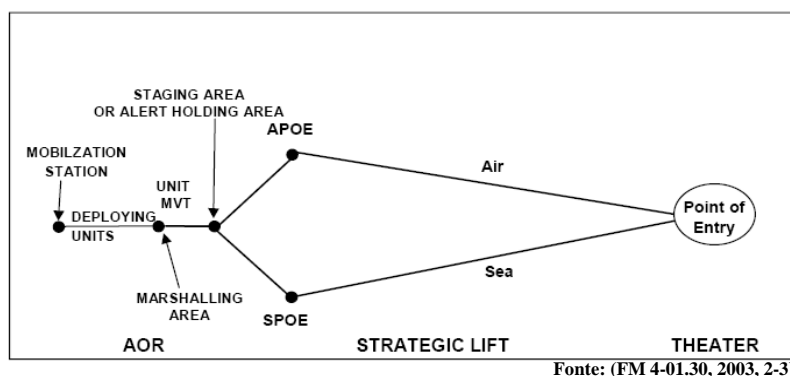 STAGING AREA
OR ALERT HOLDING AREA
APOE
MOBILZATION
STATION
UNIT
MVT
Air
DEPLOYING
UNITS
Point of
Entry
MARSHALLING
AREA
SPOE
Sea
AOR
STRATEGIC LIFT
THEATER
Fonte: (FM 4-01.30, 2003, 2-3